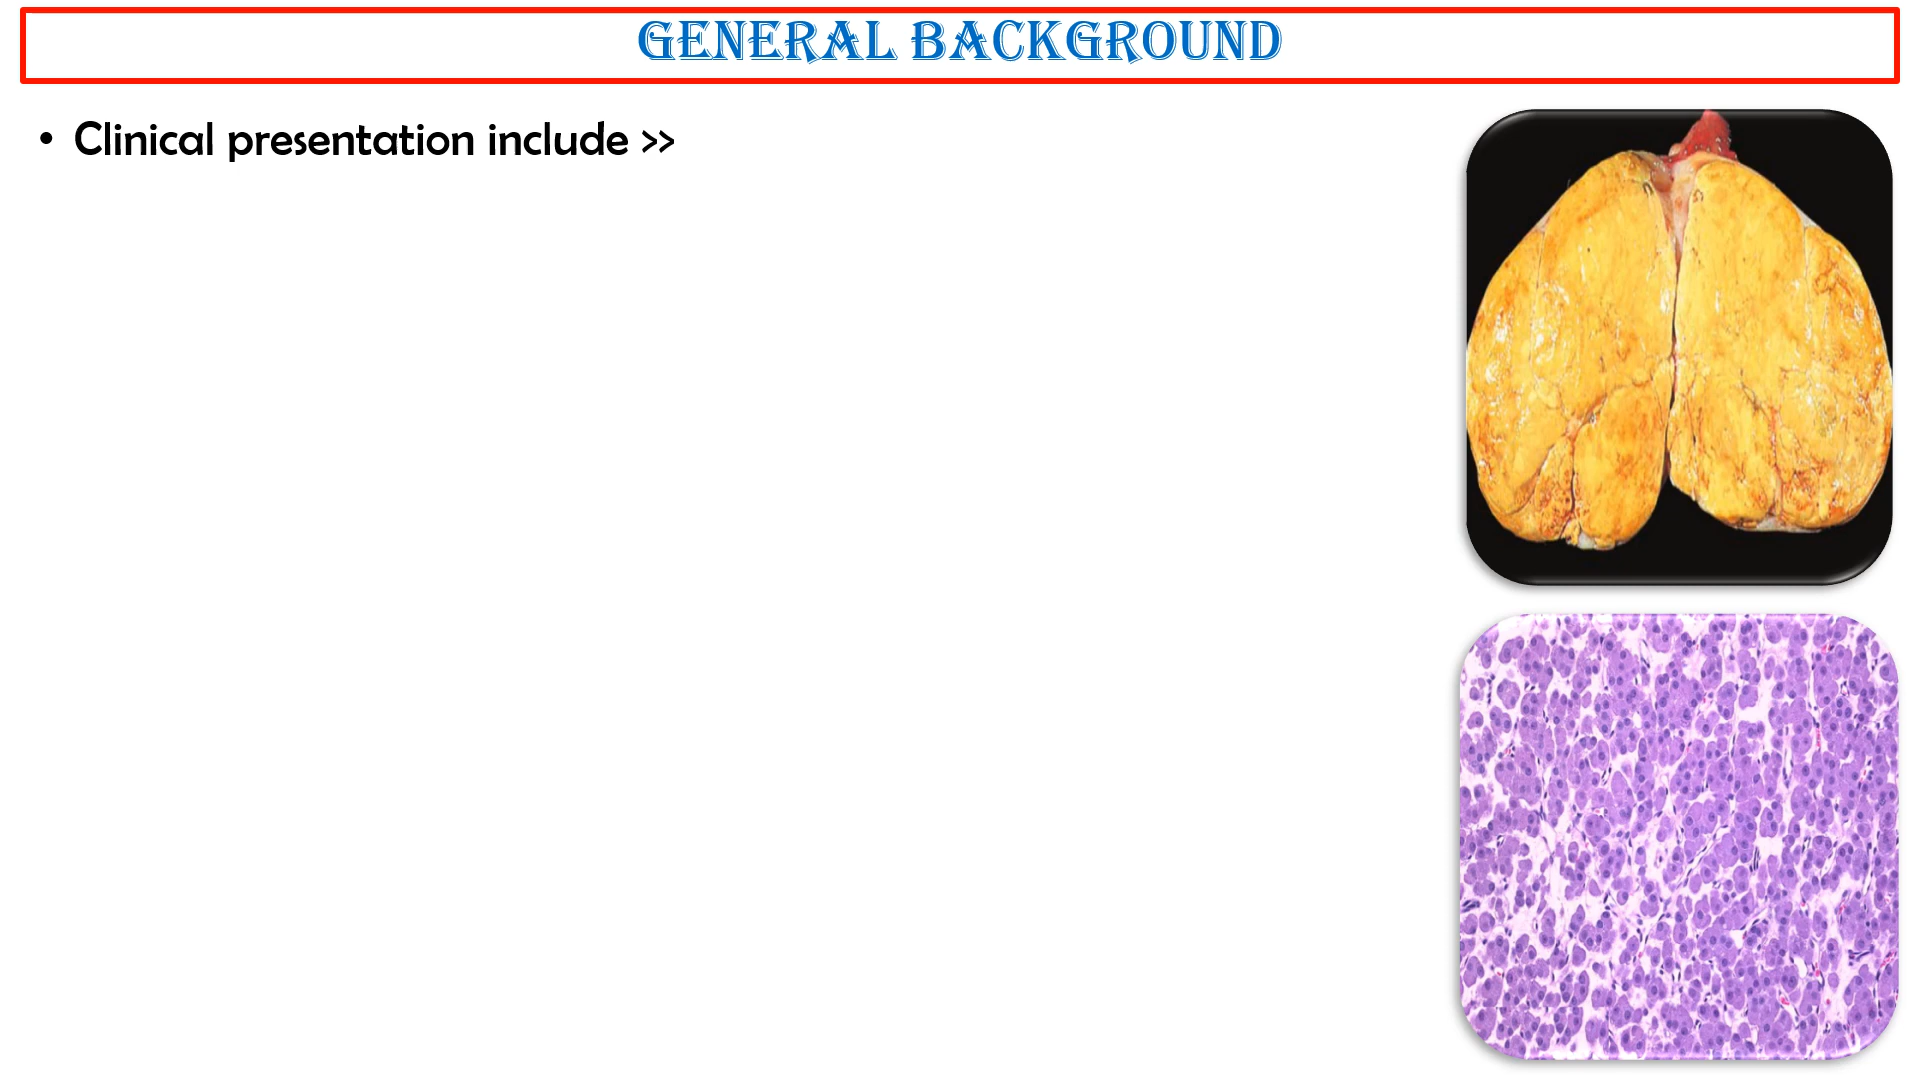 GENERAL BACKGROUND
• Clinical presentation include >>